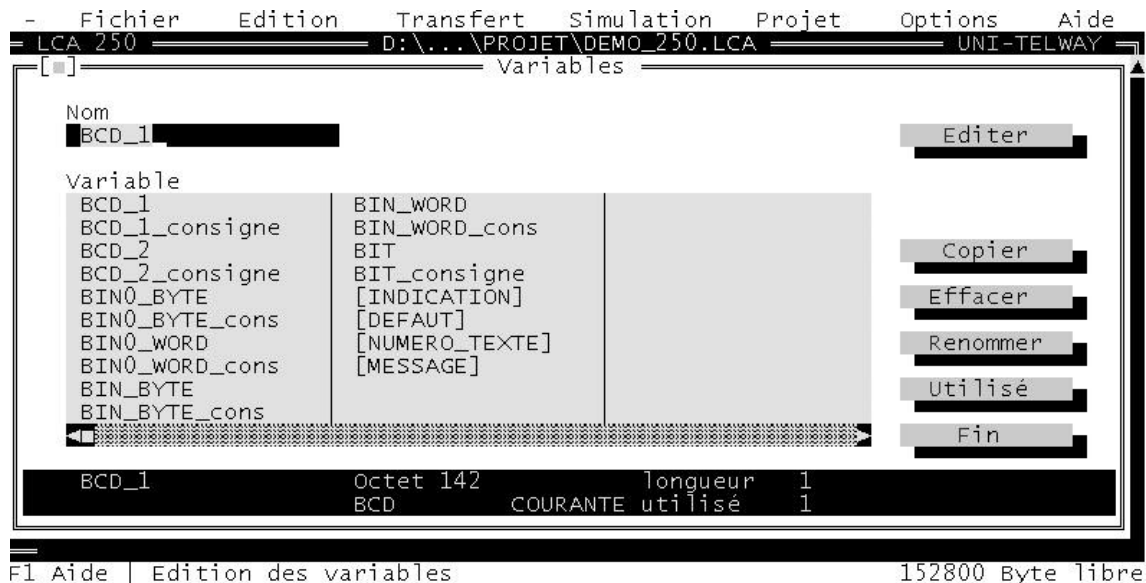 - Fichier Edition Transfert Simulation Projet Options Aide
LCA 250 D:\...\PROJET\DEMO_250.LCA UNI-TELWAY
[■] Variables
Nom
BCD_1 Editer
Variable
BCD_1 BIN_WORD
BCD_1_consigne BIN_WORD_cons
BCD_2 BIT Copier
BCD_2_consigne BIT_consigne
BIN0_BYTE [INDICATION] Effacer
BIN0_BYTE_cons [DEFAUT]
BIN0_WORD [NUMERO_TEXTE] Renommer
BIN0_WORD_cons [MESSAGE]
BIN_BYTE Utilisé
BIN_BYTE_cons
Fin
BCD_1 Octet 142 longueur 1
BCD COURANTE utilisé 1
F1 Aide | Edition des variables 152800 Byte libre